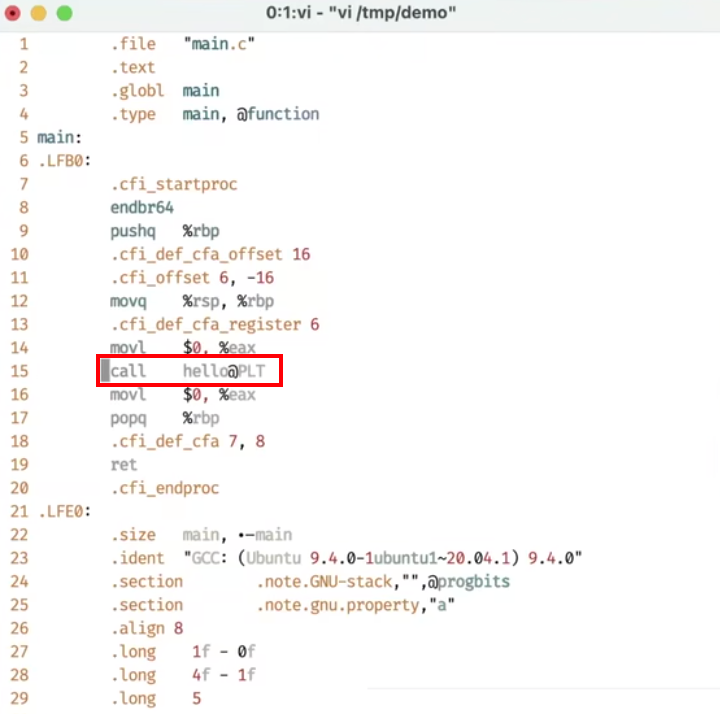 0:1:vi - "vi /tmp/demo"
1 .file "main.c"
2 .text
3 .globl main
4 .type main, @function
5 main:
6 .LFB0:
7 .cfi_startproc
8 endbr64
9 pushq %rbp
10 .cfi_def_cfa_offset 16
11 .cfi_offset 6, -16
12 movq %rsp, %rbp
13 .cfi_def_cfa_register 6
14 movl $0, %eax
15 call hello@PLT
16 movl $0, %eax
17 popq %rbp
18 .cfi_def_cfa 7, 8
19 ret
20 .cfi_endproc
21 .LFE0:
22 .size main, •-main
23 .ident "GCC: (Ubuntu 9.4.0-1ubuntu1~20.04.1) 9.4.0"
24 .section .note.GNU-stack,"",@progbits
25 .section .note.gnu.property,"a"
26 .align 8
27 .long 1f - 0f
28 .long 4f - 1f
29 .long 5